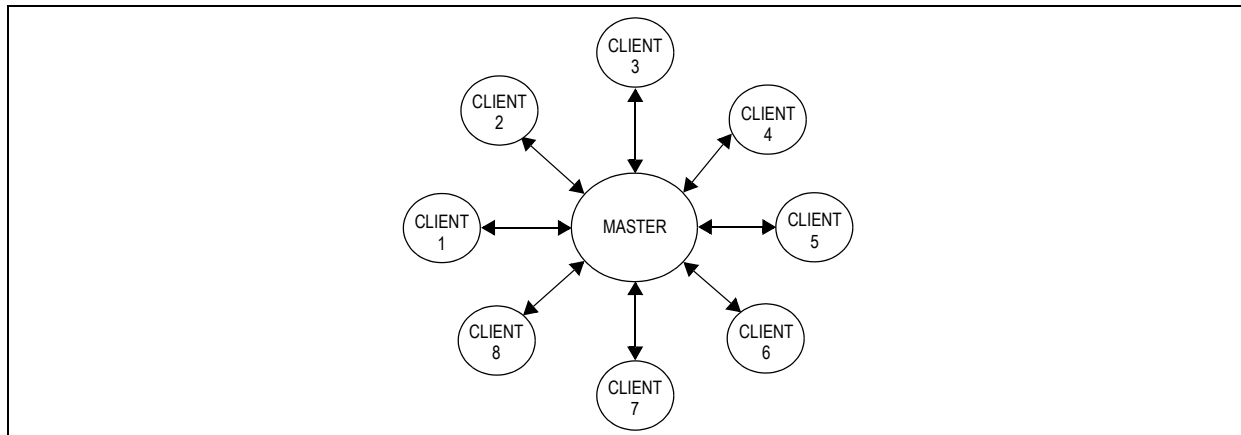 CLIENT
3
CLIENT
2
CLIENT
4
CLIENT
1
MASTER
CLIENT
5
CLIENT
8
CLIENT
6
CLIENT
7